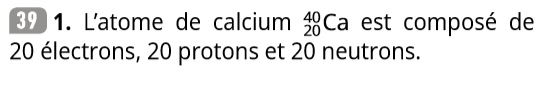 39 1. L’atome de calcium ⁴⁰₂₀Ca est composé de
20 électrons, 20 protons et 20 neutrons.